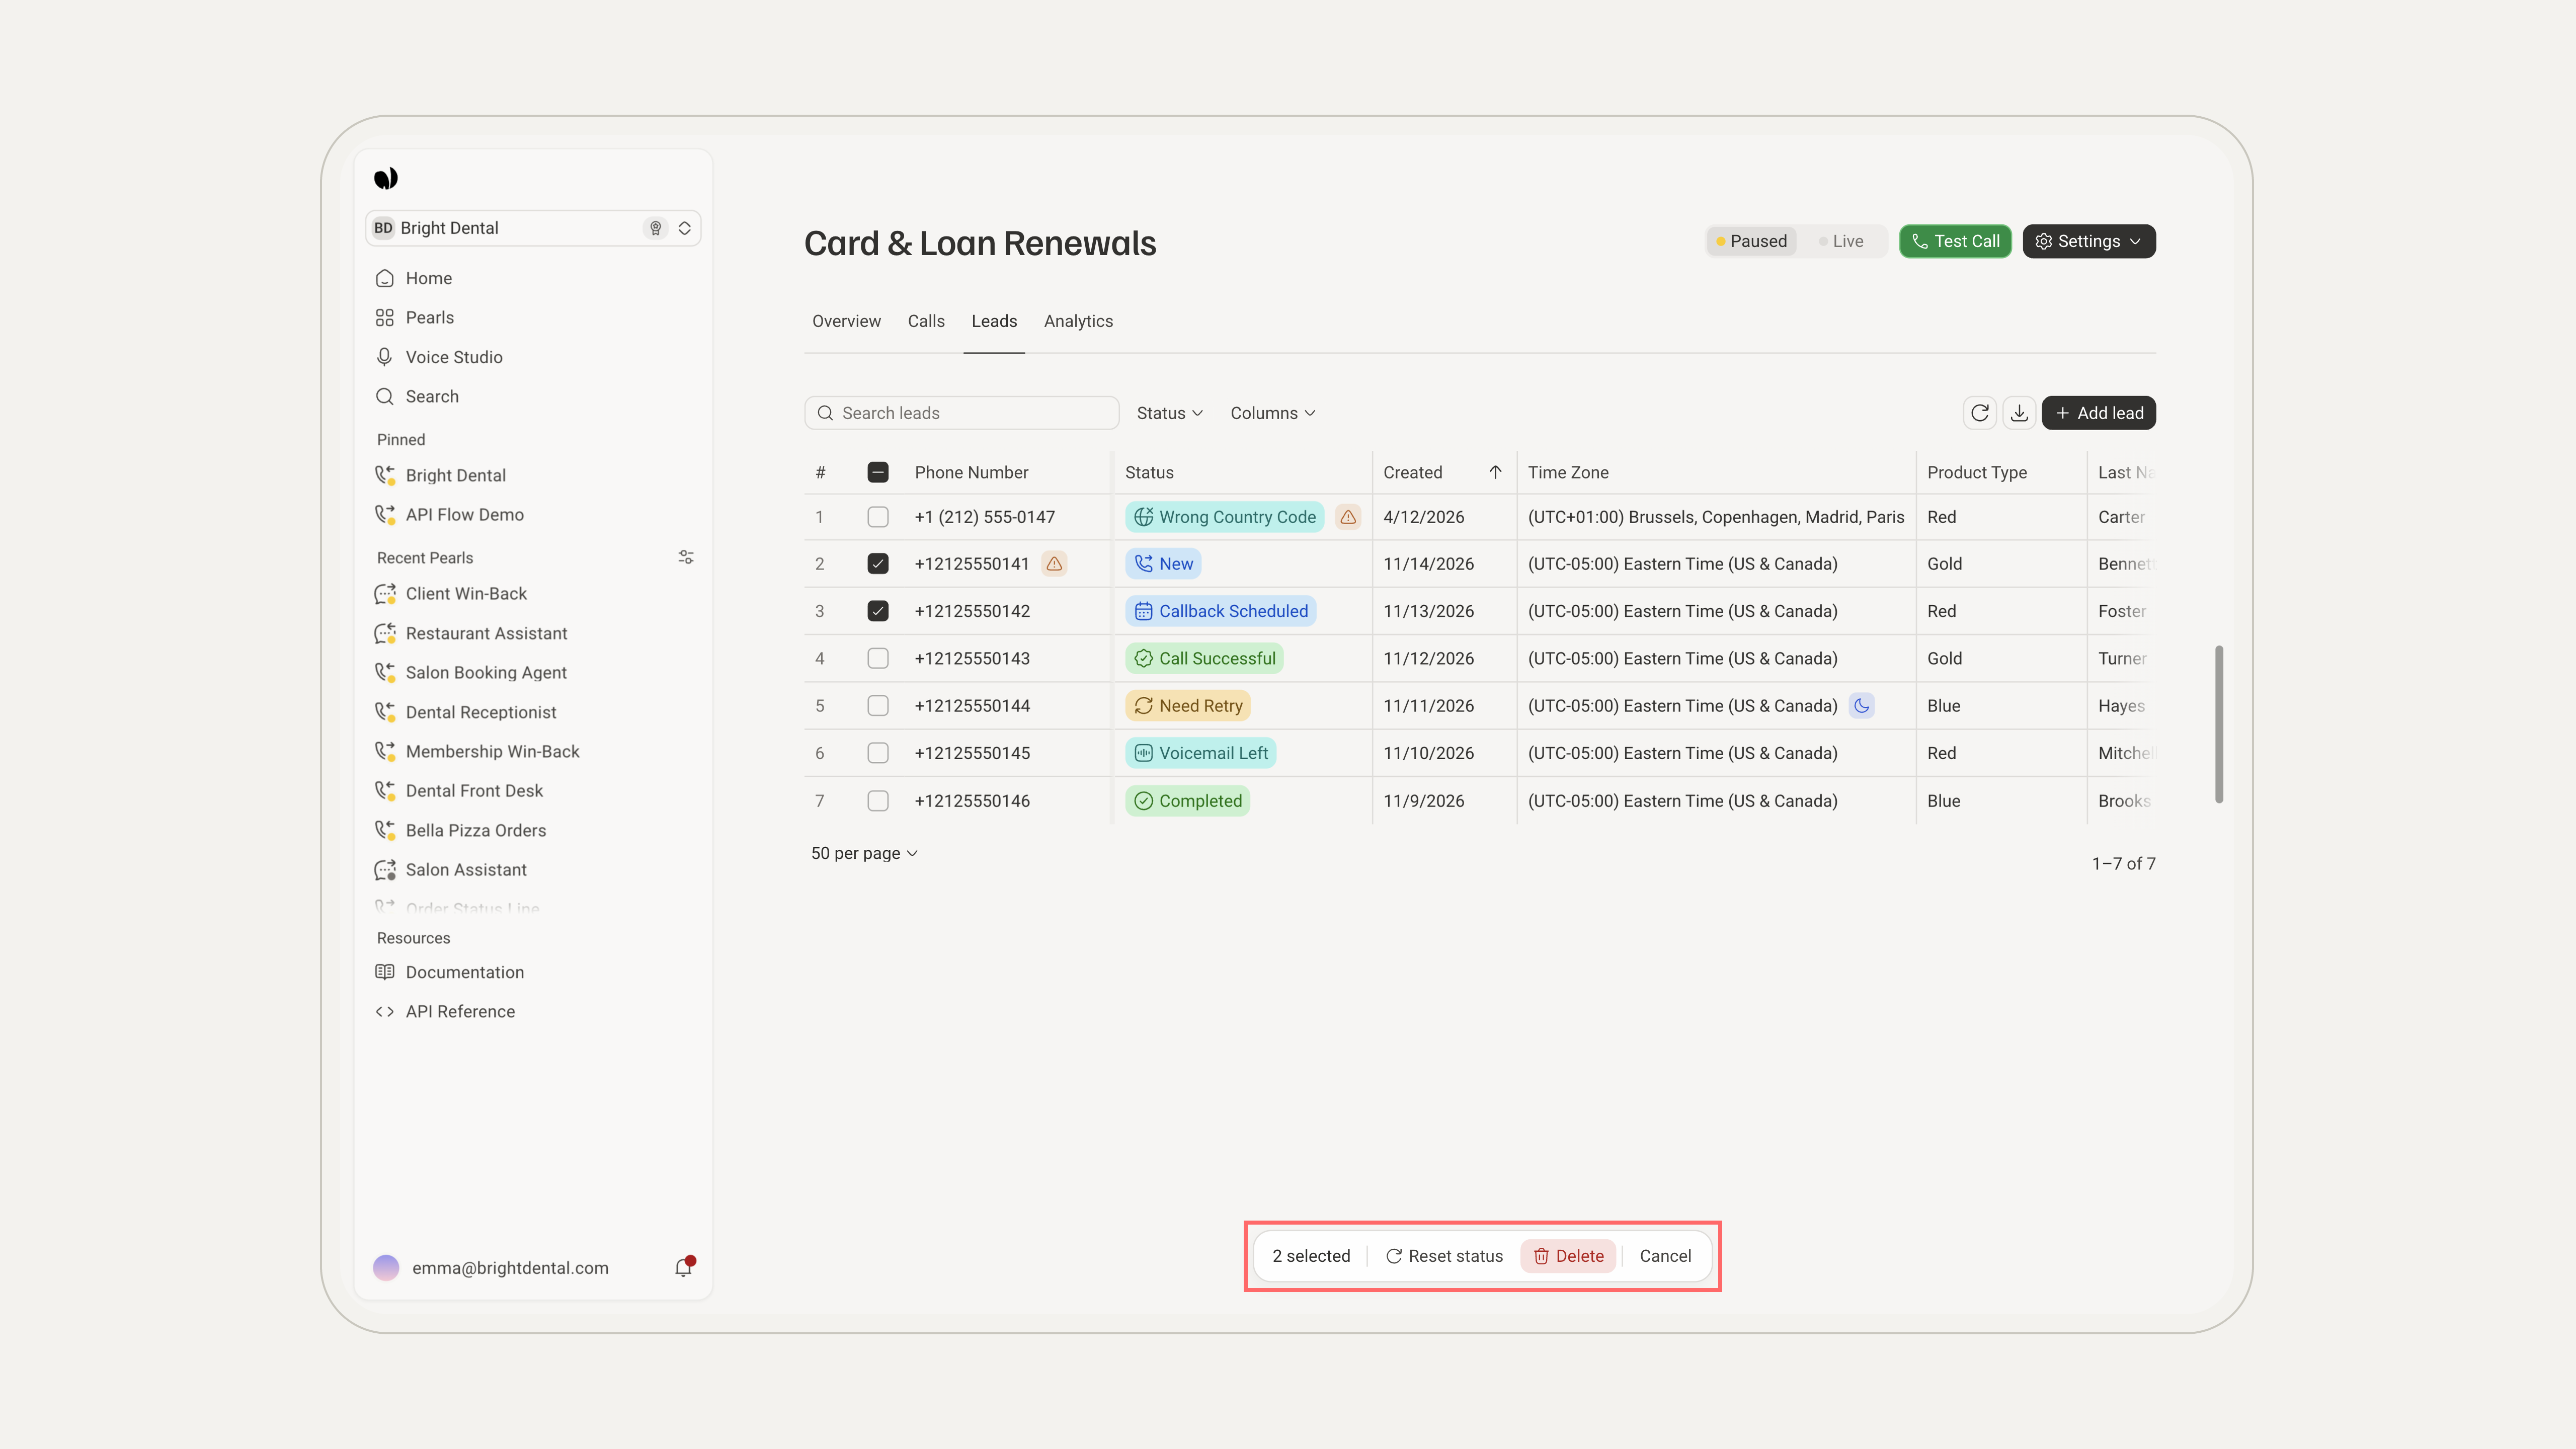 BD Bright Dental
Home
Pearls
Voice Studio
Search
Pinned
Bright Dental
API Flow Demo
Recent Pearls
Client Win-Back
Restaurant Assistant
Salon Booking Agent
Dental Receptionist
Membership Win-Back
Dental Front Desk
Bella Pizza Orders
Salon Assistant
Order Status Line
Resources
Documentation
API Reference
emma@brightdental.com
Card & Loan Renewals
Paused Live Test Call Settings
Overview Calls Leads Analytics
Search leads Status Columns Add lead
# Phone Number Status Created Time Zone Product Type Last Na
1 +1 (212) 555-0147 Wrong Country Code 4/12/2026 (UTC+01:00) Brussels, Copenhagen, Madrid, Paris Red Carter
2 +12125550141 New 11/14/2026 (UTC-05:00) Eastern Time (US & Canada) Gold Bennett
3 +12125550142 Callback Scheduled 11/13/2026 (UTC-05:00) Eastern Time (US & Canada) Red Foster
4 +12125550143 Call Successful 11/12/2026 (UTC-05:00) Eastern Time (US & Canada) Gold Turner
5 +12125550144 Need Retry 11/11/2026 (UTC-05:00) Eastern Time (US & Canada) Blue Hayes
6 +12125550145 Voicemail Left 11/10/2026 (UTC-05:00) Eastern Time (US & Canada) Red Mitchell
7 +12125550146 Completed 11/9/2026 (UTC-05:00) Eastern Time (US & Canada) Blue Brooks
50 per page
1–7 of 7
2 selected Reset status Delete Cancel